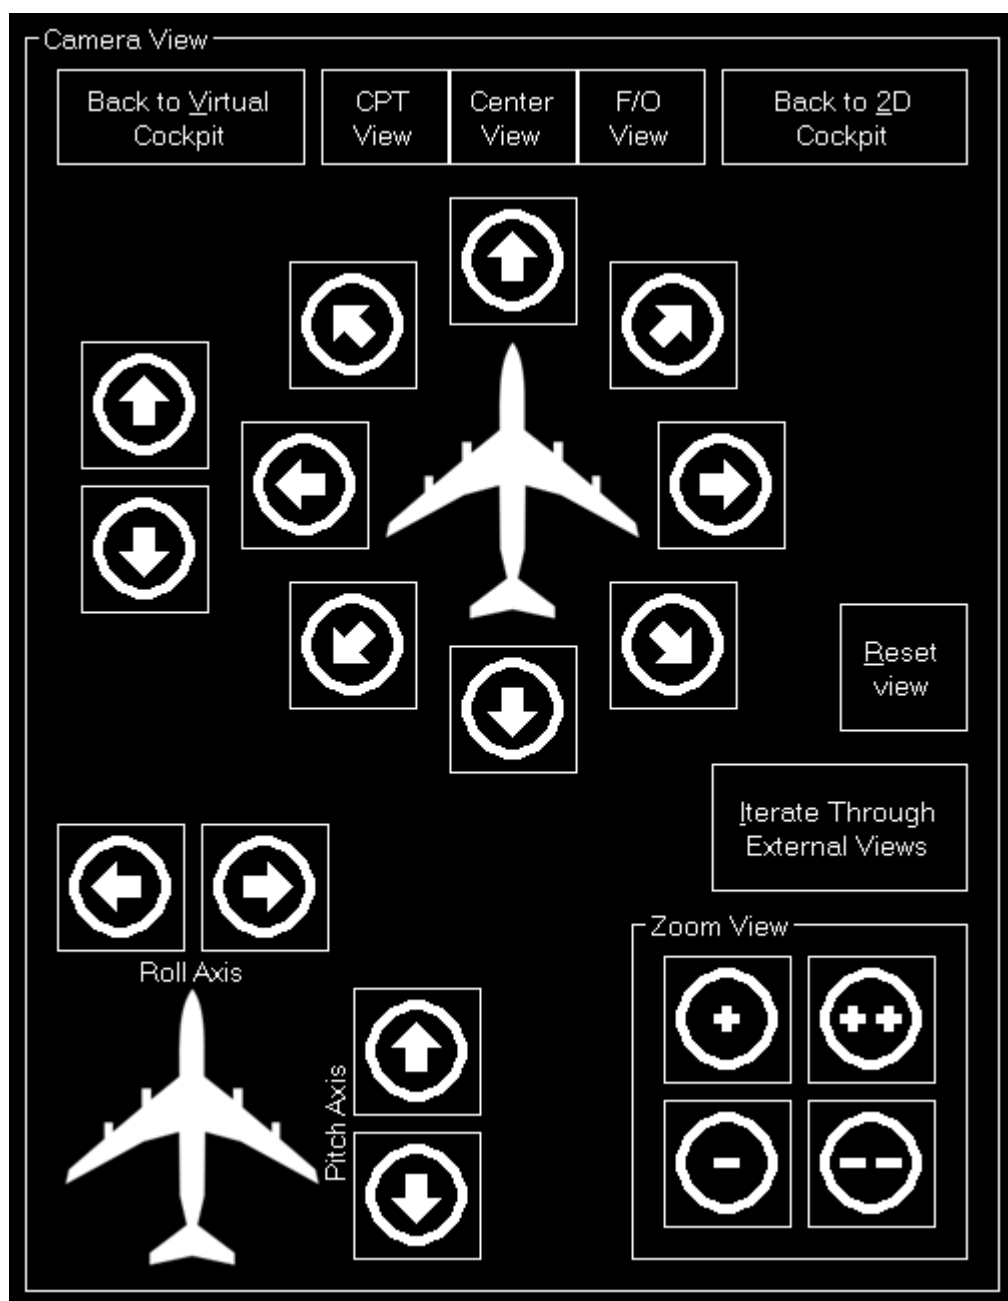 Camera View
Back to Virtual
Cockpit
CPT
View
Center
View
F/O
View
Back to 2D
Cockpit
Reset
view
Iterate Through
External Views
Zoom View
+
++
-
--
Roll Axis
Pitch Axis